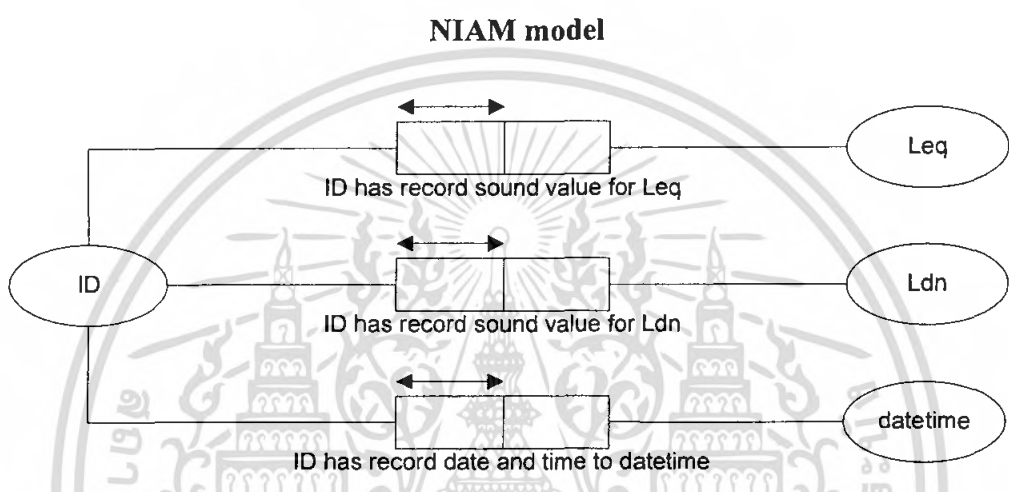 NIAM model
Leq
ID has record sound value for Leq
ID
Ldn
ID has record sound value for Ldn
datetime
ID has record date and time to datetime